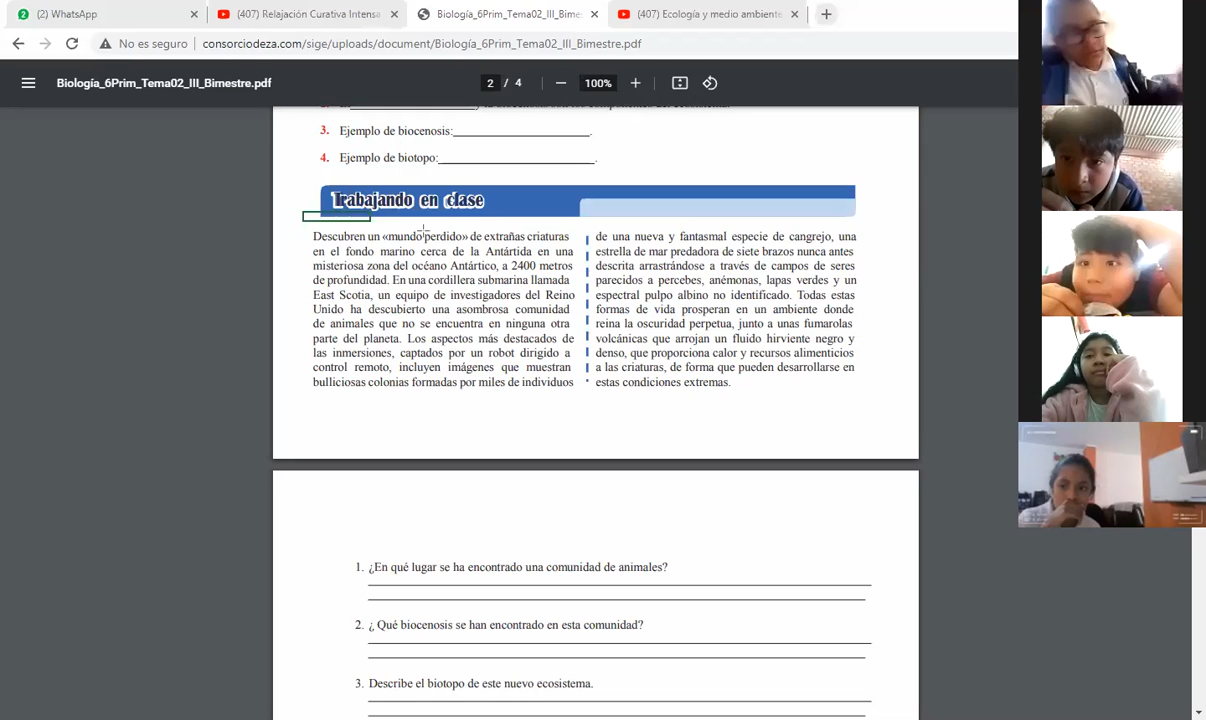 WhatsApp
(407) Relajación Curativa Intensa
Biología_6Prim_Tema02_III_Bimestre
(407) Ecología y medio ambiente
No es seguro
consorciodeza.com/sige/uploads/document/Biología_6Prim_Tema02_III_Bimestre.pdf
Biología_6Prim_Tema02_III_Bimestre.pdf
2 / 4
100%
3. Ejemplo de biocenosis:____________________.
4. Ejemplo de biotopo:______________________.
Trabajando en clase
Descubren un «mundo perdido» de extrañas criaturas
en el fondo marino cerca de la Antártida en una
misteriosa zona del océano Antártico, a 2400 metros
de profundidad. En una cordillera submarina llamada
East Scotia, un equipo de investigadores del Reino
Unido ha descubierto una asombrosa comunidad
de animales que no se encuentra en ninguna otra
parte del planeta. Los aspectos más destacados de
las inmersiones, captados por un robot dirigido a
control remoto, incluyen imágenes que muestran
bulliciosas colonias formadas por miles de individuos
de una nueva y fantasmal especie de cangrejo, una
estrella de mar predadora de siete brazos nunca antes
descrita arrastrándose a través de campos de seres
parecidos a percebes, anémonas, lapas verdes y un
espectral pulpo albino no identificado. Todas estas
formas de vida prosperan en un ambiente donde
reina la oscuridad perpetua, junto a unas fumarolas
volcánicas que arrojan un fluido hirviente negro y
denso, que proporciona calor y recursos alimenticios
a las criaturas, de forma que pueden desarrollarse en
estas condiciones extremas.
1. ¿En qué lugar se ha encontrado una comunidad de animales?
2. ¿ Qué biocenosis se han encontrado en esta comunidad?
3. Describe el biotopo de este nuevo ecosistema.